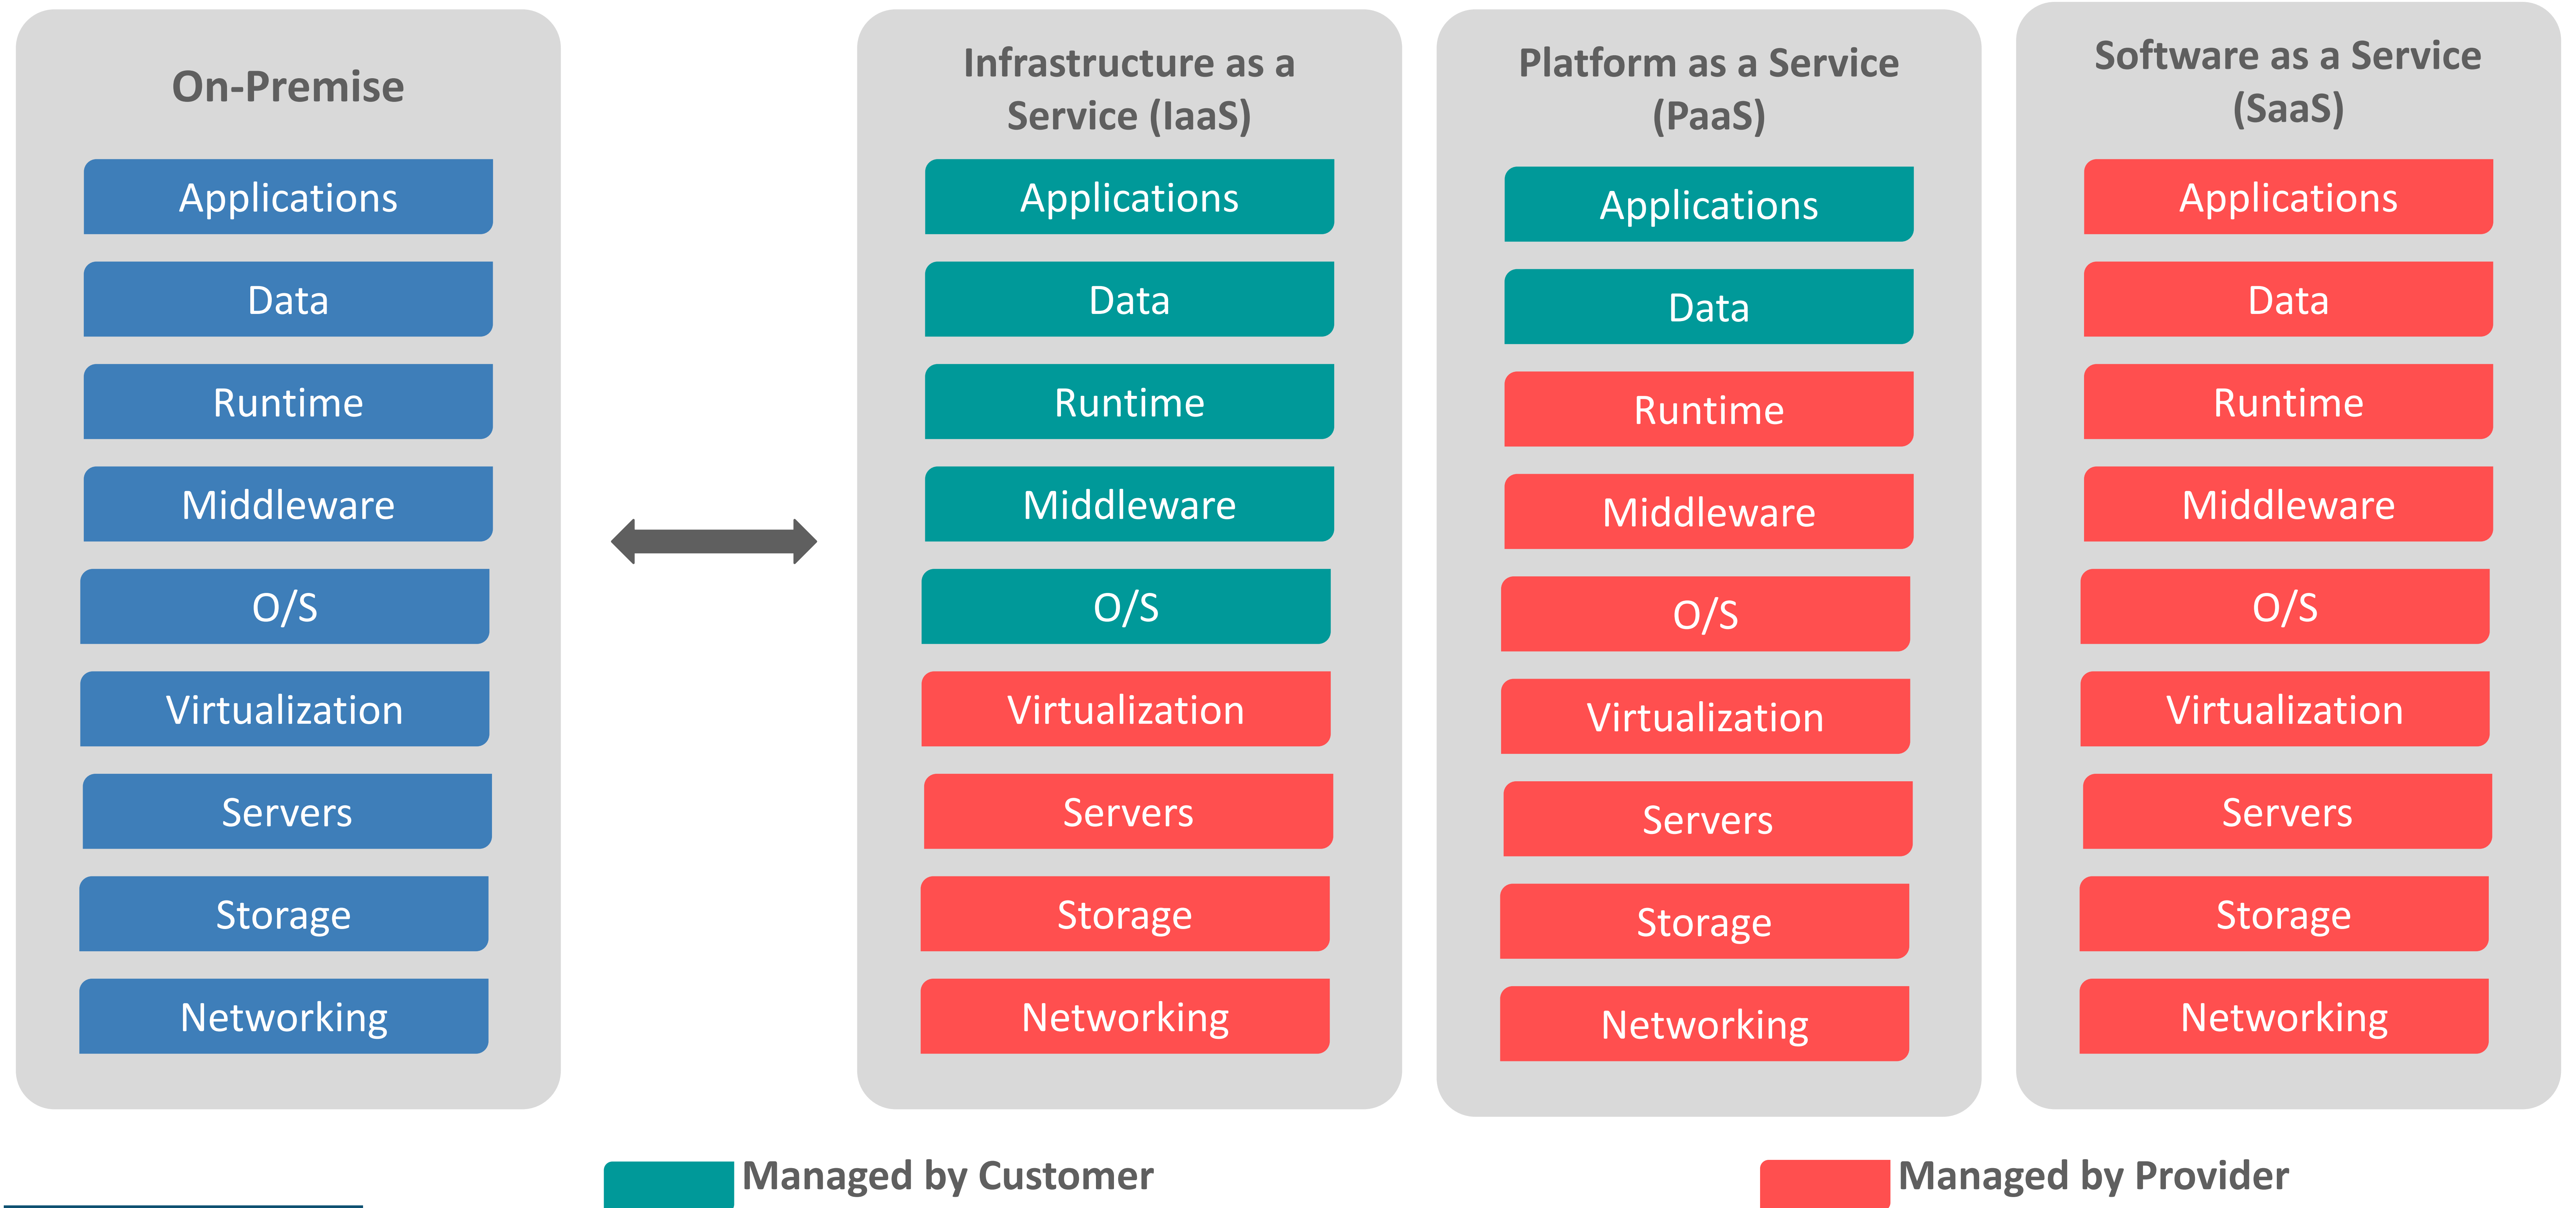 On-Premise
Applications
Data
Runtime
Middleware
O/S
Virtualization
Servers
Storage
Networking
Infrastructure as a
Service (IaaS)
Applications
Data
Runtime
Middleware
O/S
Virtualization
Servers
Storage
Networking
Platform as a Service
(PaaS)
Applications
Data
Runtime
Middleware
O/S
Virtualization
Servers
Storage
Networking
Software as a Service
(SaaS)
Applications
Data
Runtime
Middleware
O/S
Virtualization
Servers
Storage
Networking
Managed by Customer
Managed by Provider